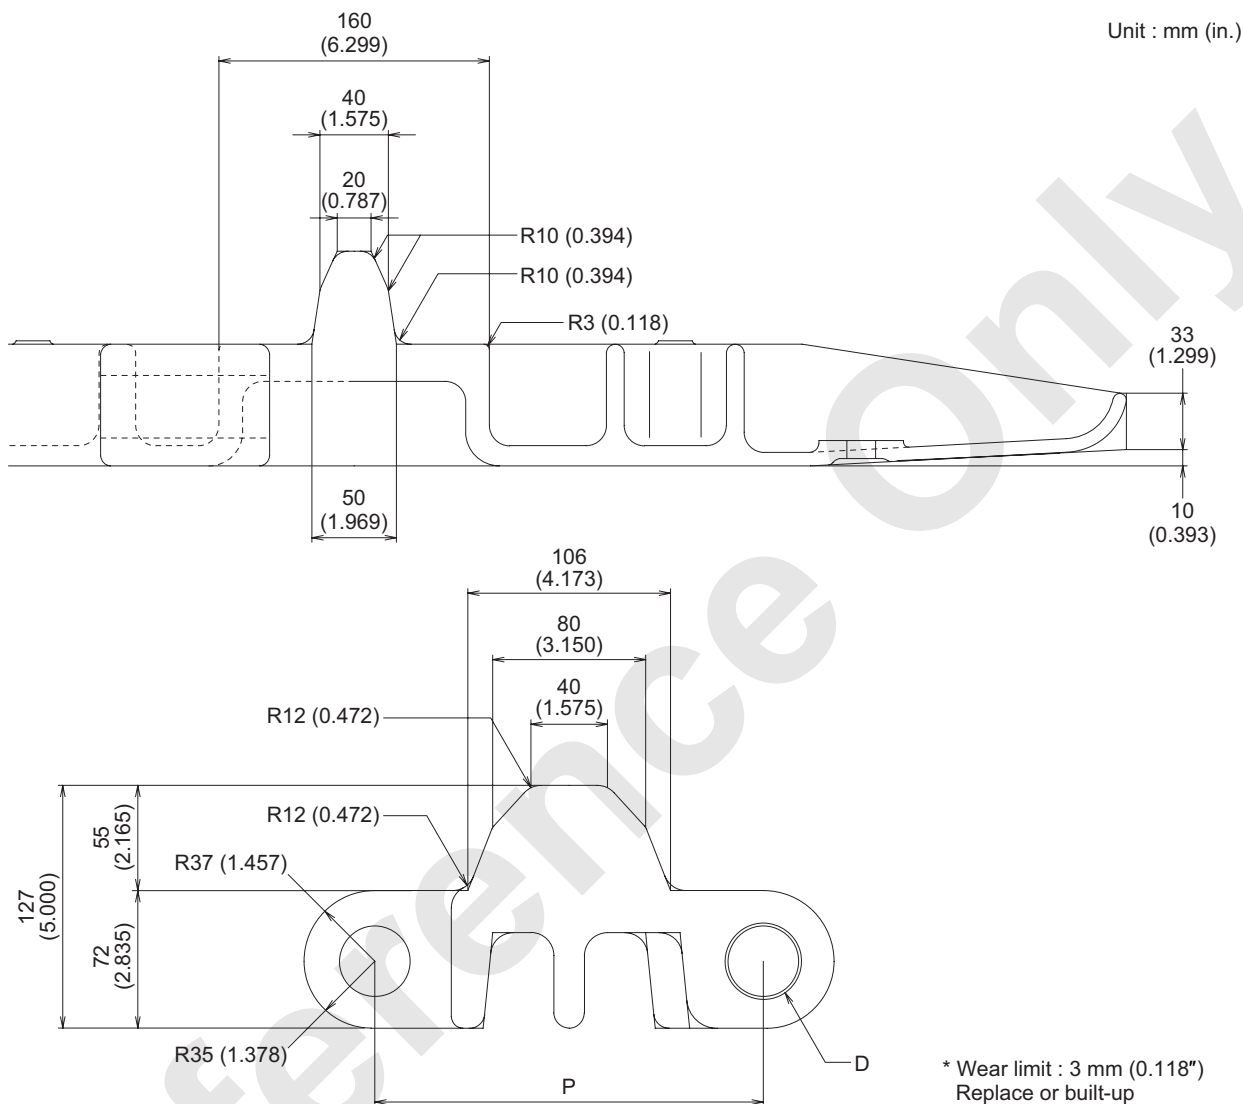 Unit : mm (in.)
160
(6.299)
40
(1.575)
20
(0.787)
R10 (0.394)
R10 (0.394)
R3 (0.118)
33
(1.299)
10
(0.393)
50
(1.969)
106
(4.173)
80
(3.150)
40
(1.575)
R12 (0.472)
R12 (0.472)
R37 (1.457)
55
(2.165)
127
(5.000)
72
(2.835)
R35 (1.378)
P
D
* Wear limit : 3 mm (0.118″)
Replace or built-up
ference Only